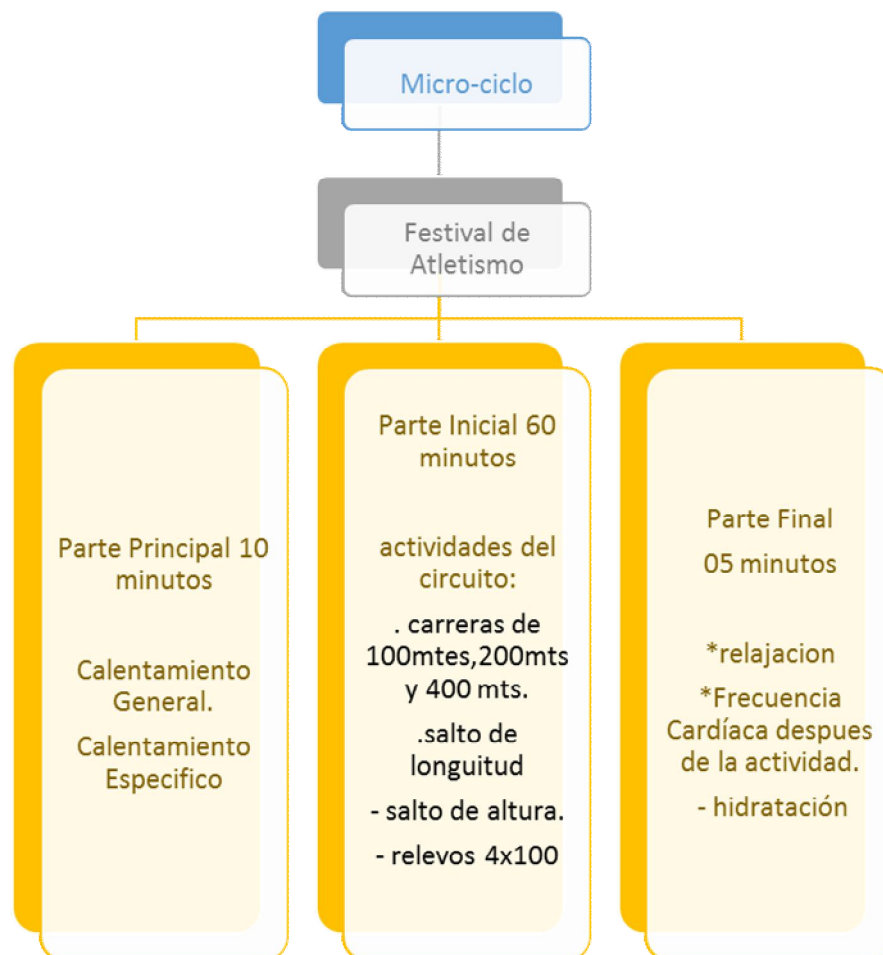 Micro-ciclo
Festival de
Atletismo
Parte Principal 10
minutos
Calentamiento
General.
Calentamiento
Especifico
Parte Inicial 60
minutos
actividades del
circuito:
. carreras de
100mtes,200mts
y 400 mts.
.salto de
longuitud
- salto de altura.
- relevos 4x100
Parte Final
05 minutos
*relajacion
*Frecuencia
Cardíaca despues
de la actividad.
- hidratación